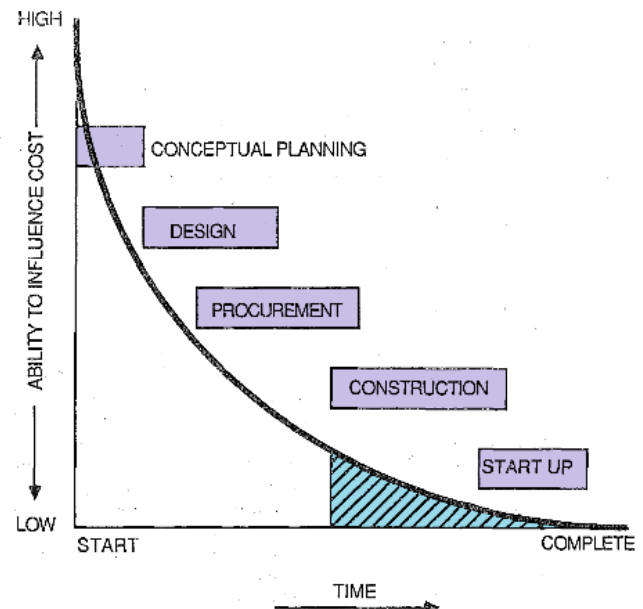 HIGH
ABILITY TO INFLUENCE COST
CONCEPTUAL PLANNING
DESIGN
PROCUREMENT
CONSTRUCTION
START UP
LOW
START
COMPLETE
TIME